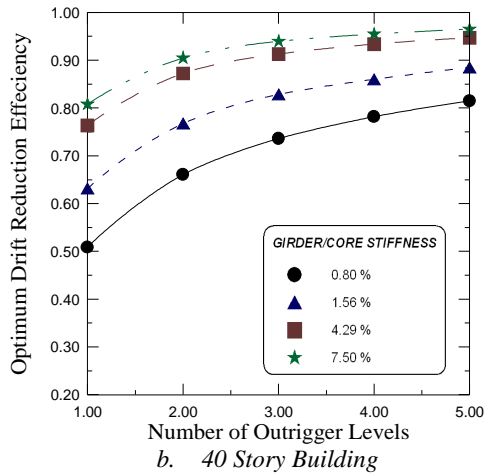 Optimum Drift Reduction Effeciency
1.00
0.90
0.80
0.70
0.60
0.50
0.40
0.30
0.20
GIRDER/CORE STIFFNESS
0.80 %
1.56 %
4.29 %
7.50 %
1.00 2.00 3.00 4.00 5.00
Number of Outrigger Levels
b. 40 Story Building